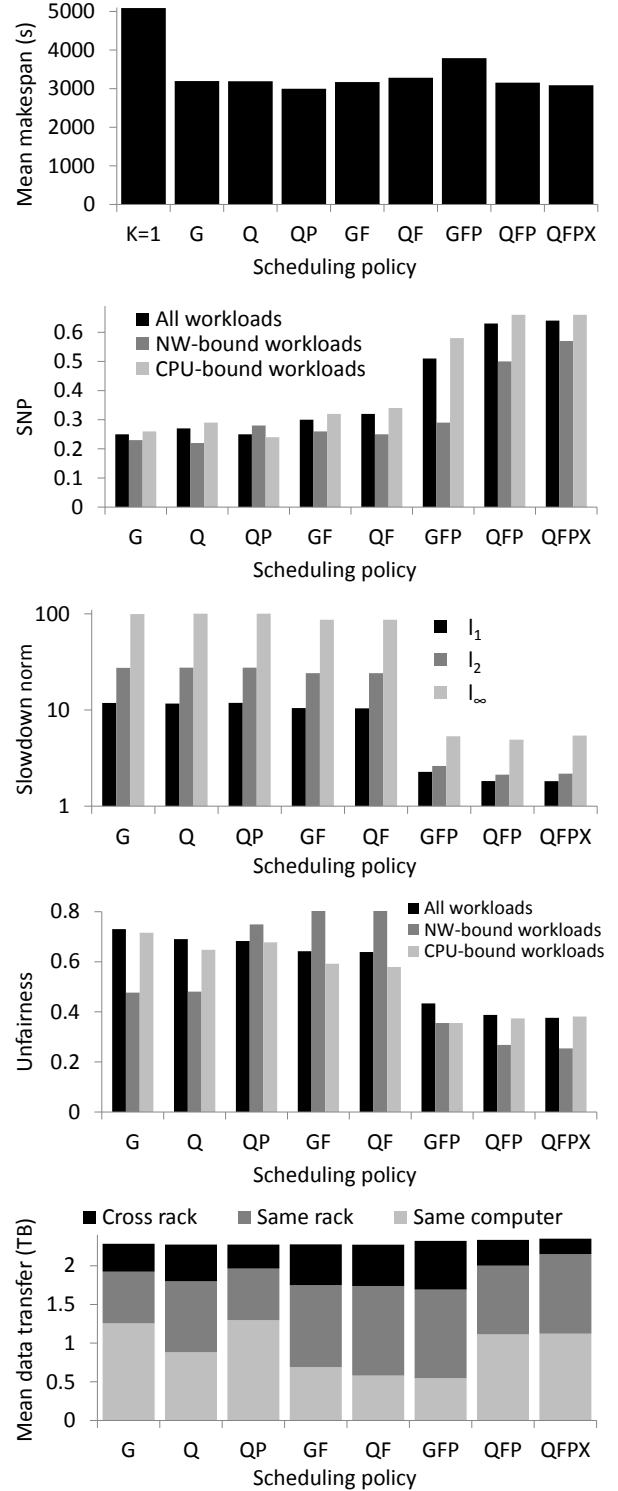 Mean makespan (s)
5000
4000
3000
2000
1000
0
K=1 G Q QP GF QF GFP QFP QFPX
Scheduling policy
SNP
0.6
0.5
0.4
0.3
0.2
0.1
0
All workloads
NW-bound workloads
CPU-bound workloads
G Q QP GF QF GFP QFP QFPX
Scheduling policy
Slowdown norm
100
10
1
l₁
l₂
l∞
G Q QP GF QF GFP QFP QFPX
Scheduling policy
Unfairness
0.8
0.6
0.4
0.2
0
All workloads
NW-bound workloads
CPU-bound workloads
G Q QP GF QF GFP QFP QFPX
Scheduling policy
Cross rack Same rack Same computer
Mean data transfer (TB)
2
1.5
1
0.5
0
G Q QP GF QF GFP QFP QFPX
Scheduling policy